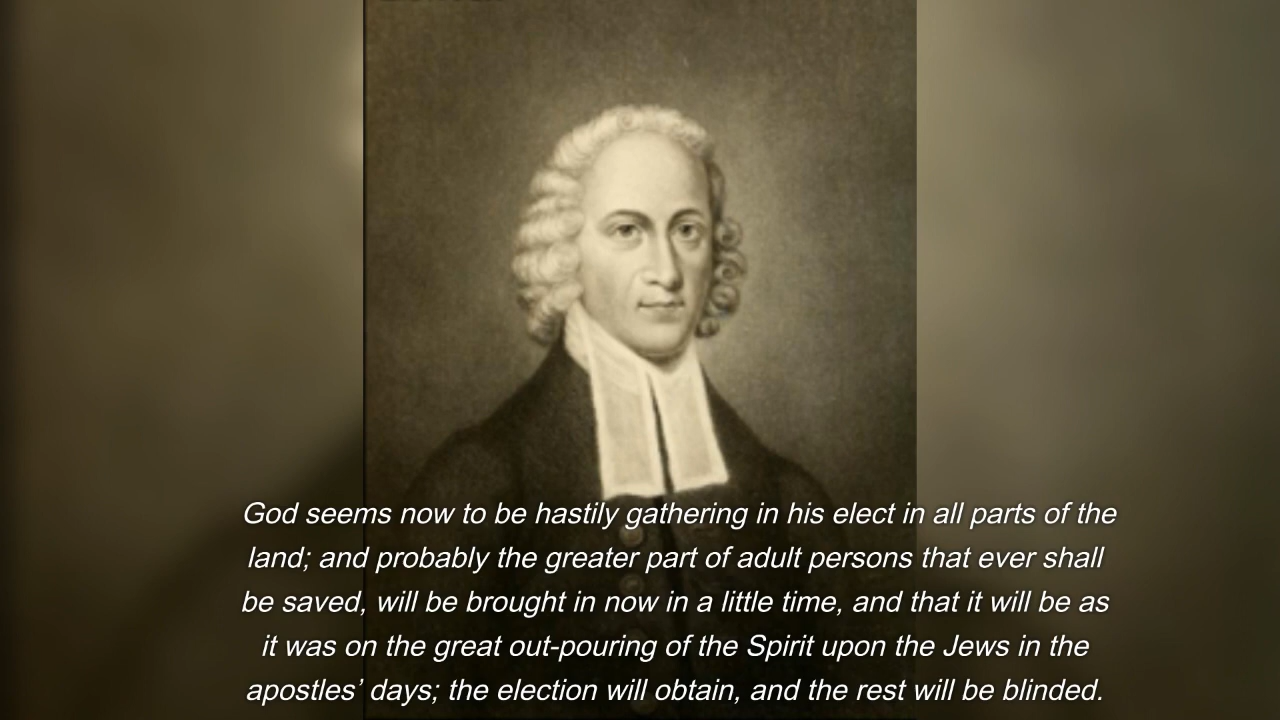 God seems now to be hastily gathering in his elect in all parts of the
land; and probably the greater part of adult persons that ever shall
be saved, will be brought in now in a little time, and that it will be as
it was on the great out-pouring of the Spirit upon the Jews in the
apostles’ days; the election will obtain, and the rest will be blinded.